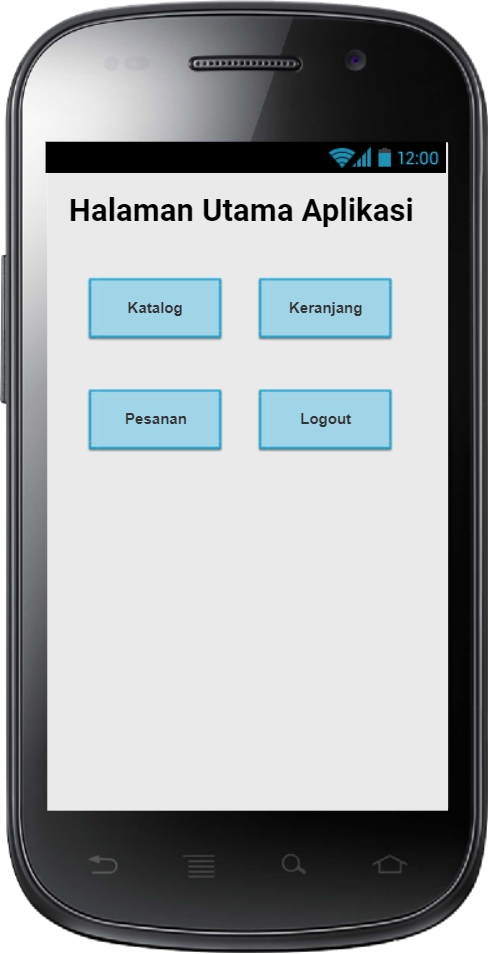 12:00
Halaman Utama Aplikasi
Katalog Keranjang
Pesanan Logout